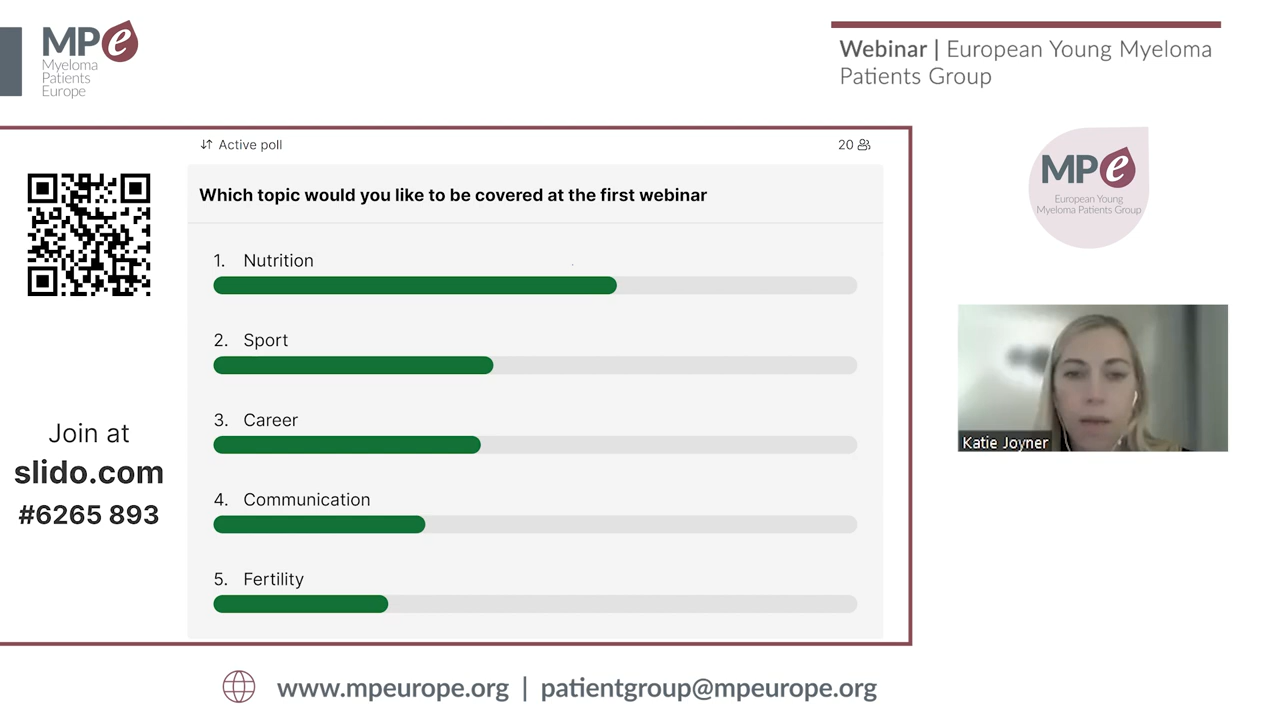 MPe
Myeloma
Patients
Europe
Webinar | European Young Myeloma
Patients Group
Active poll
20
Which topic would you like to be covered at the first webinar
1. Nutrition
2. Sport
3. Career
4. Communication
5. Fertility
Join at
slido.com
#6265 893
MPe
European Young
Myeloma Patients Group
Katie Joyner
www.mpeurope.org | patientgroup@mpeurope.org